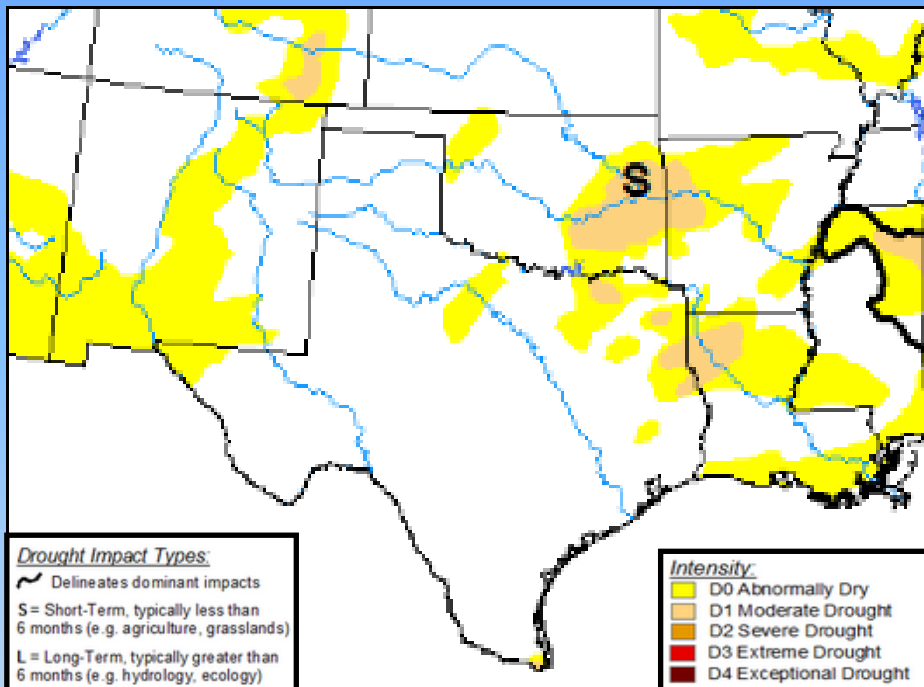 S
Drought Impact Types:
Delineates dominant impacts
S = Short-Term, typically less than
6 months (e.g. agriculture, grasslands)
L = Long-Term, typically greater than
6 months (e.g. hydrology, ecology)
Intensity:
D0 Abnormally Dry
D1 Moderate Drought
D2 Severe Drought
D3 Extreme Drought
D4 Exceptional Drought